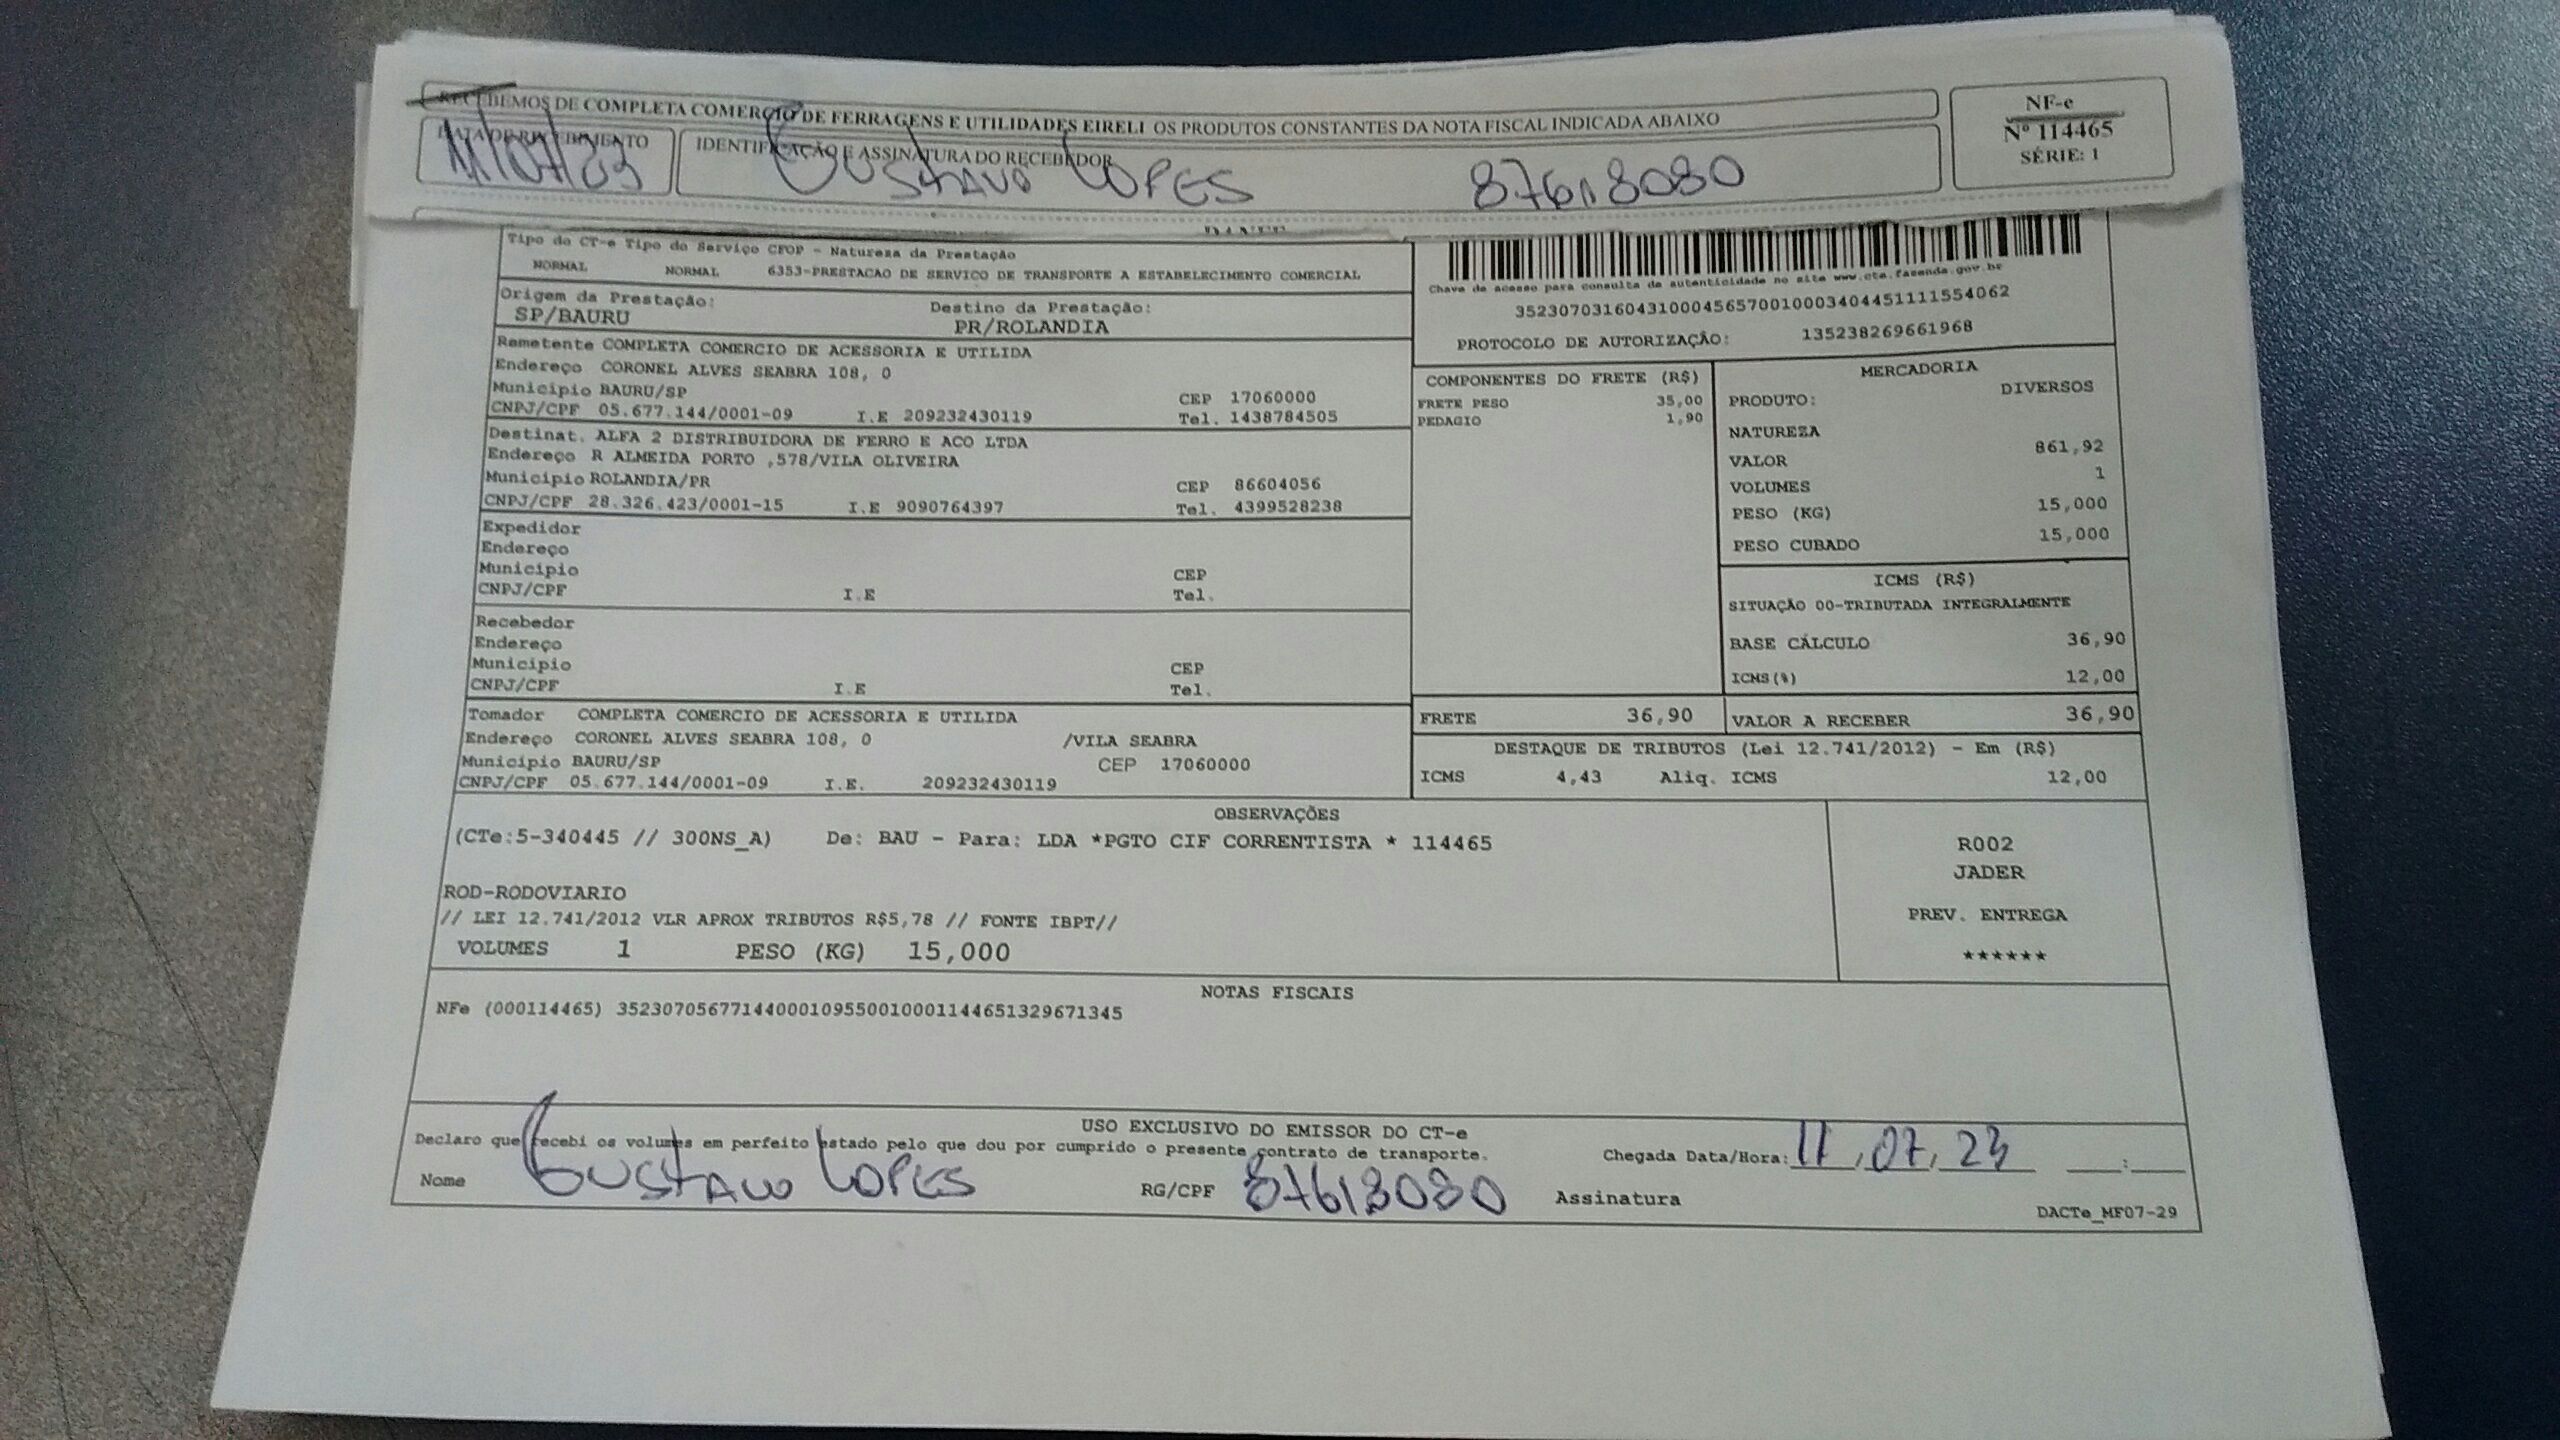 RECEBEMOS DE COMPLETA COMERCIO DE FERRAGENS E UTILIDADES EIRELI OS PRODUTOS CONSTANTES DA NOTA FISCAL INDICADA ABAIXO
NF-e
Nº 114465
SÉRIE: 1
DATA DE RECEBIMENTO
11/07/23
IDENTIFICAÇÃO E ASSINATURA DO RECEBEDOR
GUSTAVO LOPES 87618080
Tipo do CT-e Tipo do Serviço CFOP - Natureza da Prestação
NORMAL NORMAL 6353-PRESTACAO DE SERVICO DE TRANSPORTE A ESTABELECIMENTO COMERCIAL
Origem da Prestação: Destino da Prestação:
SP/BAURU PR/ROLANDIA
Remetente COMPLETA COMERCIO DE ACESSORIA E UTILIDA
Endereço CORONEL ALVES SEABRA 108, 0
Município BAURU/SP CEP 17060000
CNPJ/CPF 05.677.144/0001-09 I.E 209232430119 Tel. 1438784505
Destinat. ALFA 2 DISTRIBUIDORA DE FERRO E ACO LTDA
Endereço R ALMEIDA PORTO ,578/VILA OLIVEIRA
Município ROLANDIA/PR CEP 86604056
CNPJ/CPF 28.326.423/0001-15 I.E 9090764397 Tel. 4399528238
Expedidor
Endereço
Município CEP
CNPJ/CPF I.E Tel.
Recebedor
Endereço
Município CEP
CNPJ/CPF I.E Tel.
Tomador COMPLETA COMERCIO DE ACESSORIA E UTILIDA
Endereço CORONEL ALVES SEABRA 108, 0 /VILA SEABRA
Município BAURU/SP CEP 17060000
CNPJ/CPF 05.677.144/0001-09 I.E. 209232430119
Chave de acesso para consulta de autenticidade no site www.cte.fazenda.gov.br
35230703160431000456570010003404451111554062
PROTOCOLO DE AUTORIZAÇÃO: 135238269661968
COMPONENTES DO FRETE (R$)
FRETE PESO 35,00
PEDAGIO 1,90
MERCADORIA
PRODUTO: DIVERSOS
NATUREZA
VALOR 861,92
VOLUMES 1
PESO (KG) 15,000
PESO CUBADO 15,000
ICMS (R$)
SITUAÇÃO 00-TRIBUTADA INTEGRALMENTE
BASE CÁLCULO 36,90
ICMS(%) 12,00
FRETE 36,90 VALOR A RECEBER 36,90
DESTAQUE DE TRIBUTOS (Lei 12.741/2012) - Em (R$)
ICMS 4,43 Aliq. ICMS 12,00
OBSERVAÇÕES
(CTe:5-340445 // 300NS_A) De: BAU - Para: LDA *PGTO CIF CORRENTISTA * 114465
ROD-RODOVIARIO
// LEI 12.741/2012 VLR APROX TRIBUTOS R$5,78 // FONTE IBPT//
VOLUMES 1 PESO (KG) 15,000
R002
JADER
PREV. ENTREGA
******
NOTAS FISCAIS
NFe (000114465) 35230705677144000109550010001144651329671345
USO EXCLUSIVO DO EMISSOR DO CT-e
Declaro que recebi os volumes em perfeito estado pelo que dou por cumprido o presente contrato de transporte. Chegada Data/Hora: 11,07,23 :
Nome GUSTAVO LOPES RG/CPF 87618080 Assinatura
DACTe_MF07-29